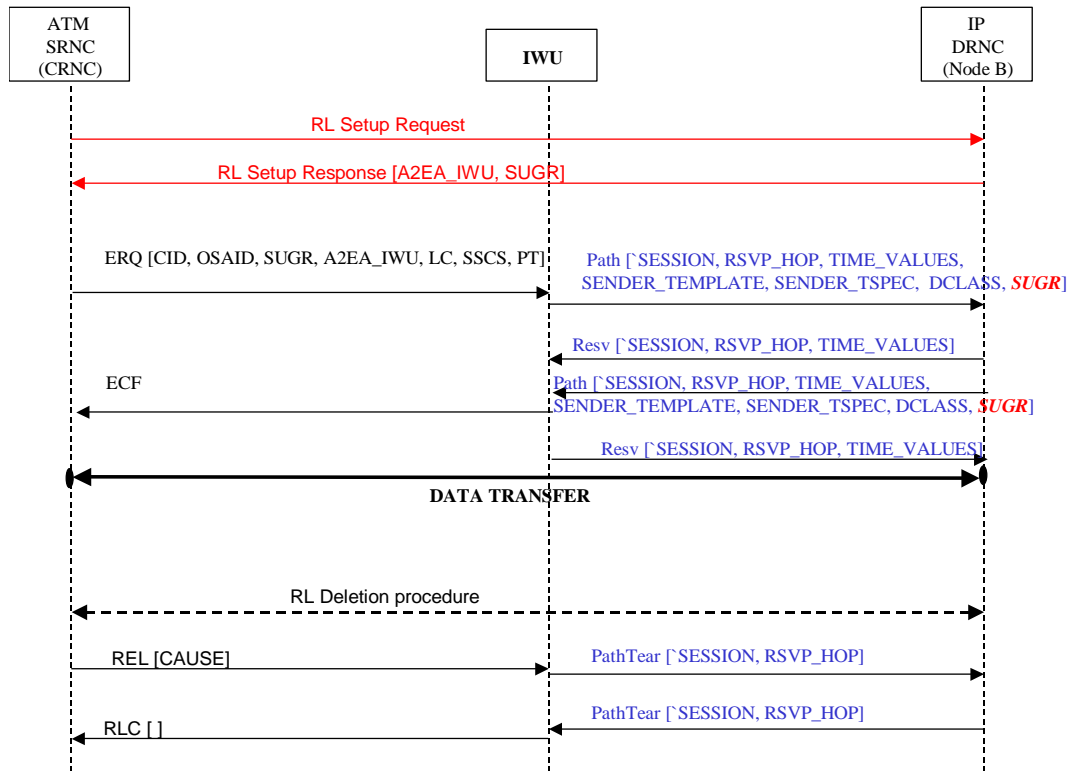 ATM
SRNC
(CRNC)
IWU
IP
DRNC
(Node B)
RL Setup Request
RL Setup Response [A2EA_IWU, SUGR]
ERQ [CID, OSAID, SUGR, A2EA_IWU, LC, SSCS, PT]
Path [`SESSION, RSVP_HOP, TIME_VALUES,
SENDER_TEMPLATE, SENDER_TSPEC, DCLASS, SUGR]
Resv [`SESSION, RSVP_HOP, TIME_VALUES]
ECF
Path [`SESSION, RSVP_HOP, TIME_VALUES,
SENDER_TEMPLATE, SENDER_TSPEC, DCLASS, SUGR]
Resv [`SESSION, RSVP_HOP, TIME_VALUES]
DATA TRANSFER
RL Deletion procedure
REL [CAUSE]
PathTear [`SESSION, RSVP_HOP]
PathTear [`SESSION, RSVP_HOP]
RLC [ ]